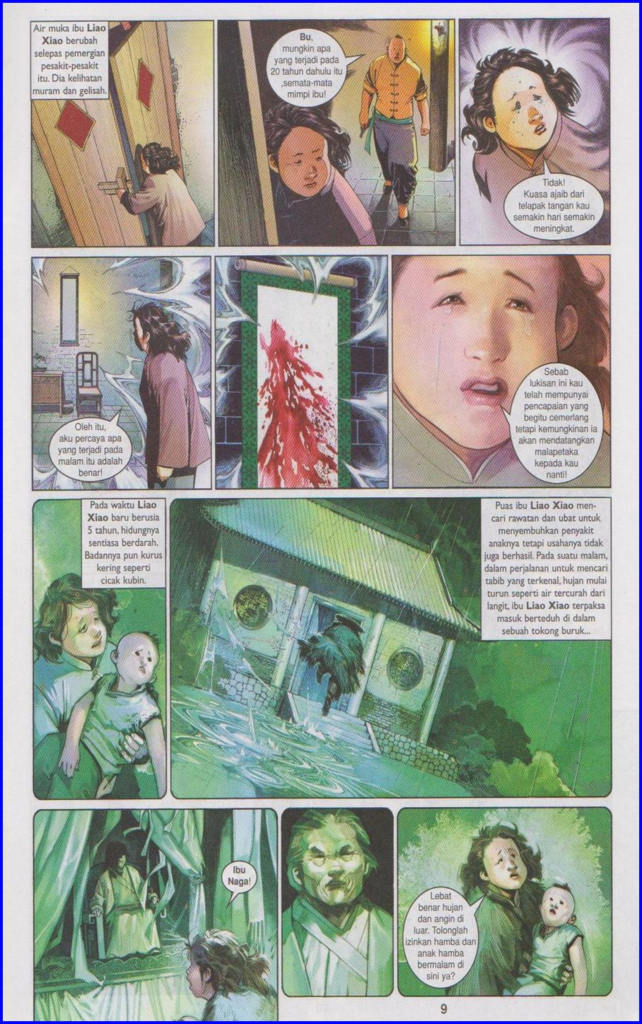 Air muka ibu Liao
Xiao berubah
selepas pemergian
pesakit-pesakit
itu. Dia kelihatan
muram dan gelisah.
Bu,
mungkin apa
yang terjadi pada
20 tahun dahulu itu
,semata-mata
mimpi ibu!
Tidak!
Kuasa ajaib dari
telapak tangan kau
semakin hari semakin
meningkat.
Oleh itu,
aku percaya apa
yang terjadi pada
malam itu adalah
benar!
Sebab
lukisan ini kau
telah mempunyai
pencapaian yang
begitu cemerlang
tetapi kemungkinan ia
akan mendatangkan
malapetaka
kepada kau
nanti!
Pada waktu Liao
Xiao baru berusia
5 tahun, hidungnya
sentiasa berdarah.
Badannya pun kurus
kering seperti
cicak kubin.
Puas ibu Liao Xiao men-
cari rawatan dan ubat untuk
menyembuhkan penyakit
anaknya tetapi usahanya tidak
juga berhasil. Pada suatu malam,
dalam perjalanan untuk mencari
tabib yang terkenal, hujan mulai
turun seperti air tercurah dari
langit, ibu Liao Xiao terpaksa
masuk berteduh di dalam
sebuah tokong buruk...
Ibu
Naga!
Lebat
benar hujan
dan angin di
luar. Tolonglah
izinkan hamba dan
anak hamba
bermalam di
sini ya?
9